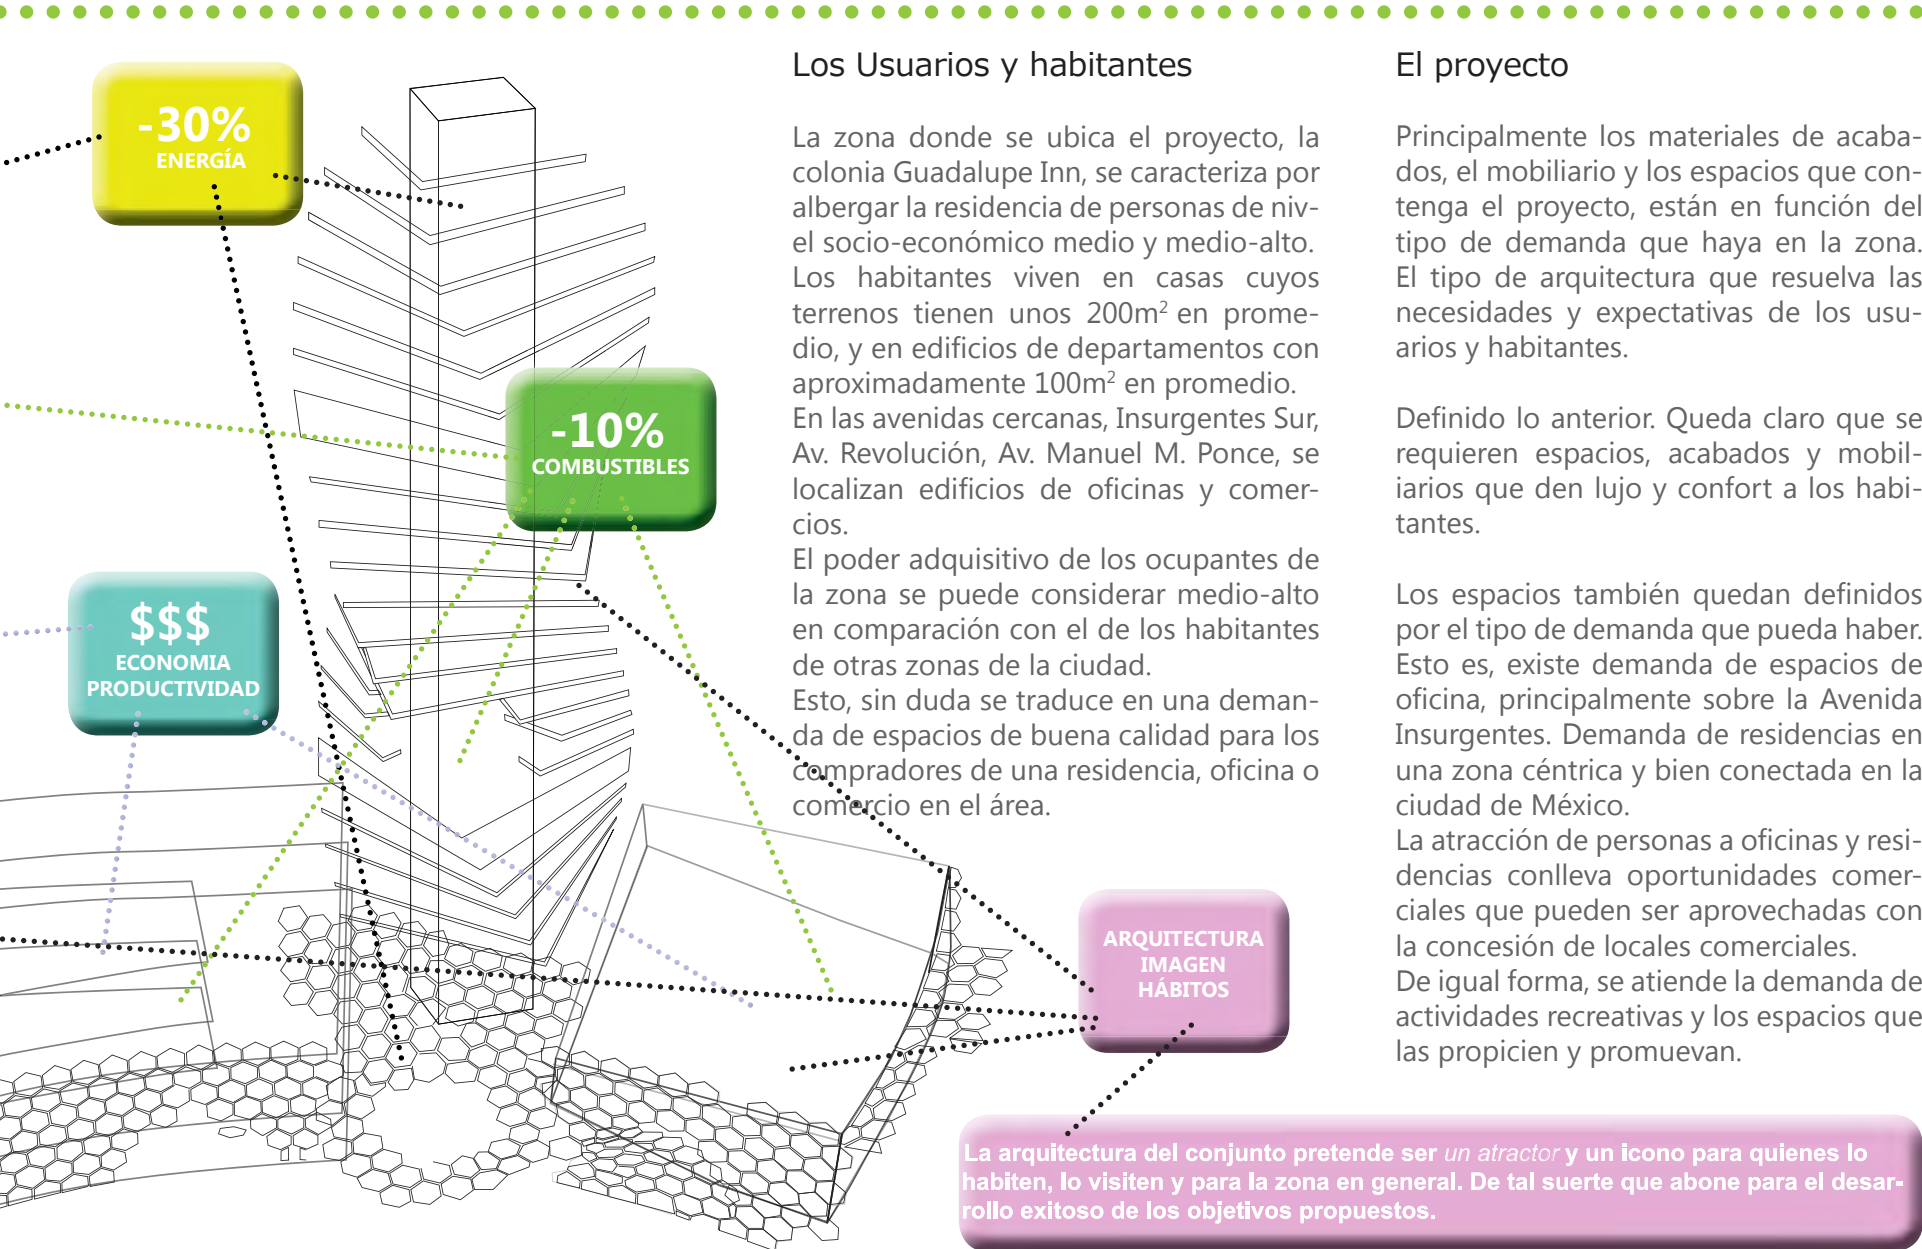 -30%
ENERGÍA
-10%
COMBUSTIBLES
$$$
ECONOMIA
PRODUCTIVIDAD
Los Usuarios y habitantes
La zona donde se ubica el proyecto, la
colonia Guadalupe Inn, se caracteriza por
albergar la residencia de personas de niv-
el socio-económico medio y medio-alto.
Los habitantes viven en casas cuyos
terrenos tienen unos 200m² en prome-
dio, y en edificios de departamentos con
aproximadamente 100m² en promedio.
En las avenidas cercanas, Insurgentes Sur,
Av. Revolución, Av. Manuel M. Ponce, se
localizan edificios de oficinas y comer-
cios.
El poder adquisitivo de los ocupantes de
la zona se puede considerar medio-alto
en comparación con el de los habitantes
de otras zonas de la ciudad.
Esto, sin duda se traduce en una deman-
da de espacios de buena calidad para los
compradores de una residencia, oficina o
comercio en el área.
El proyecto
Principalmente los materiales de acaba-
dos, el mobiliario y los espacios que con-
tenga el proyecto, están en función del
tipo de demanda que haya en la zona.
El tipo de arquitectura que resuelva las
necesidades y expectativas de los usu-
arios y habitantes.
Definido lo anterior. Queda claro que se
requieren espacios, acabados y mobil-
iarios que den lujo y confort a los habi-
tantes.
Los espacios también quedan definidos
por el tipo de demanda que pueda haber.
Esto es, existe demanda de espacios de
oficina, principalmente sobre la Avenida
Insurgentes. Demanda de residencias en
una zona céntrica y bien conectada en la
ciudad de México.
La atracción de personas a oficinas y resi-
dencias conlleva oportunidades comer-
ciales que pueden ser aprovechadas con
la concesión de locales comerciales.
De igual forma, se atiende la demanda de
actividades recreativas y los espacios que
las propicien y promuevan.
ARQUITECTURA
IMAGEN
HÁBITOS
La arquitectura del conjunto pretende ser un atractor y un icono para quienes lo
habiten, lo visiten y para la zona en general. De tal suerte que abone para el desar-
rollo exitoso de los objetivos propuestos.